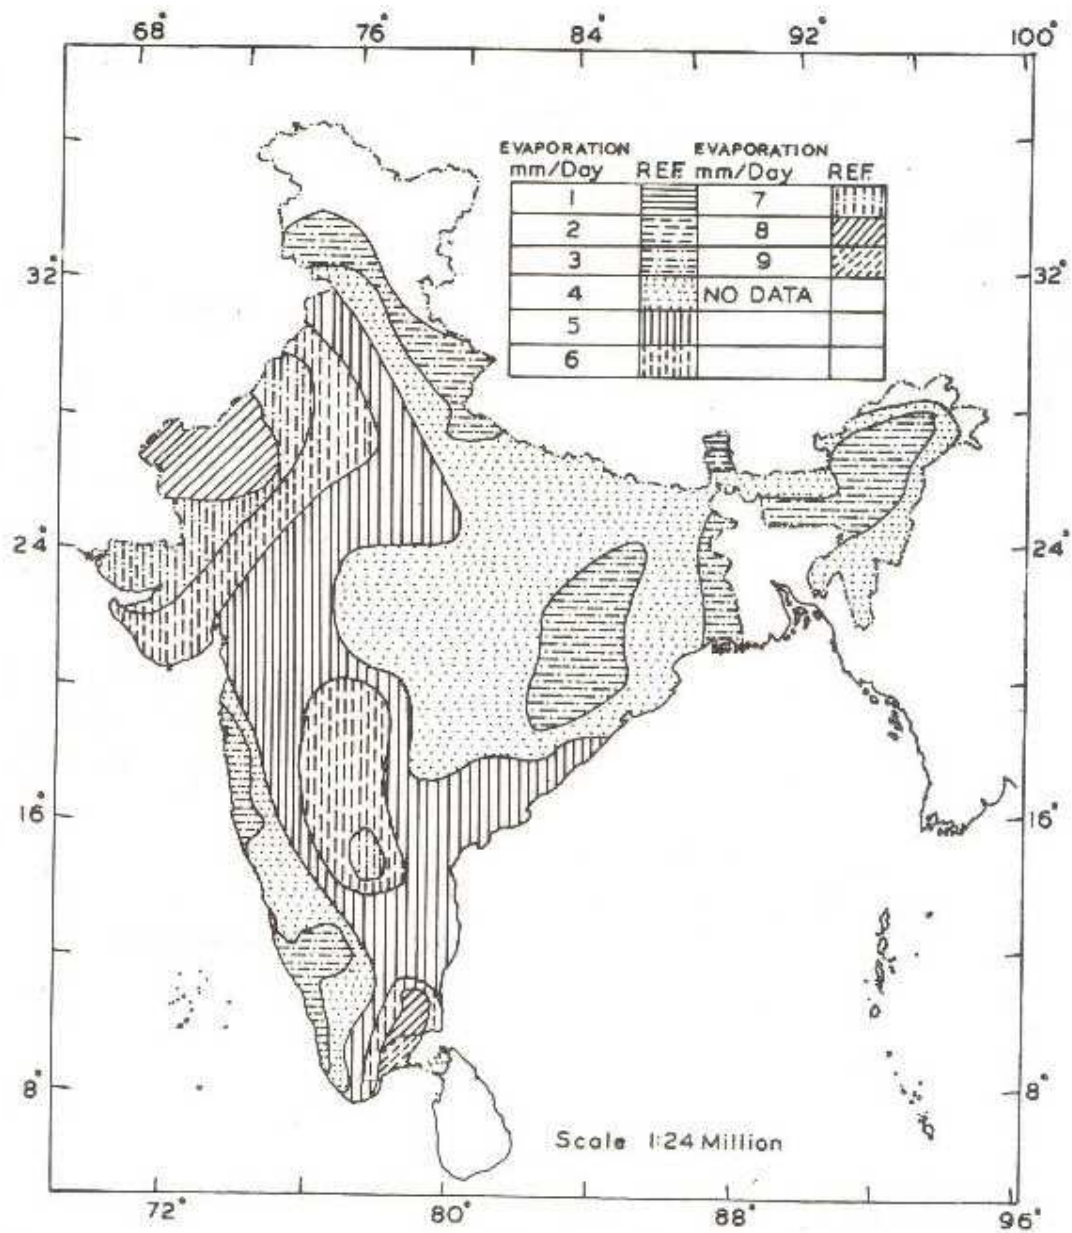 68° 76° 84° 92° 100°
EVAPORATION mm/Day REF. EVAPORATION mm/Day REF.
1 7
2 8
3 9
4 NO DATA
5
6
32° 32°
24° 24°
16° 16°
8° 8°
Scale 1:24 Million
72° 80° 88° 96°